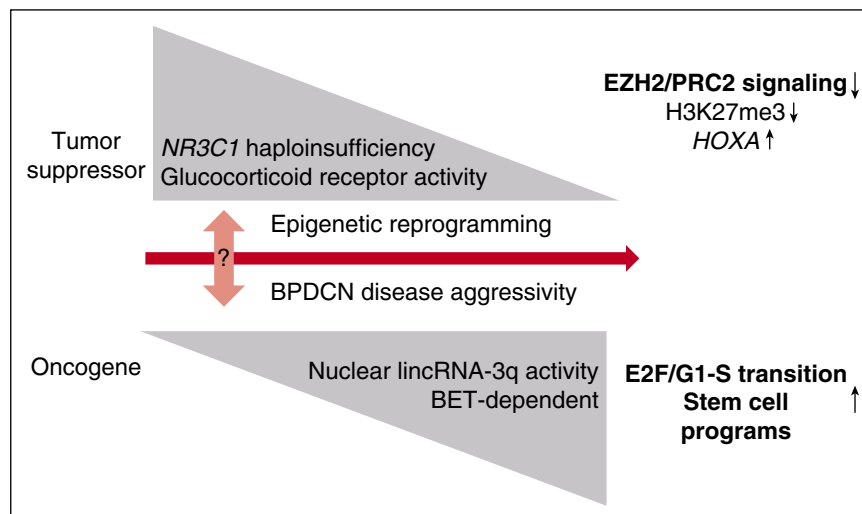 EZH2/PRC2 signaling↓
H3K27me3↓
HOXA↑
Tumor
suppressor
NR3C1 haploinsufficiency
Glucocorticoid receptor activity
Epigenetic reprogramming
?
BPDCN disease aggressivity
Oncogene
Nuclear lincRNA-3q activity
BET-dependent
E2F/G1-S transition
Stem cell ↑
programs